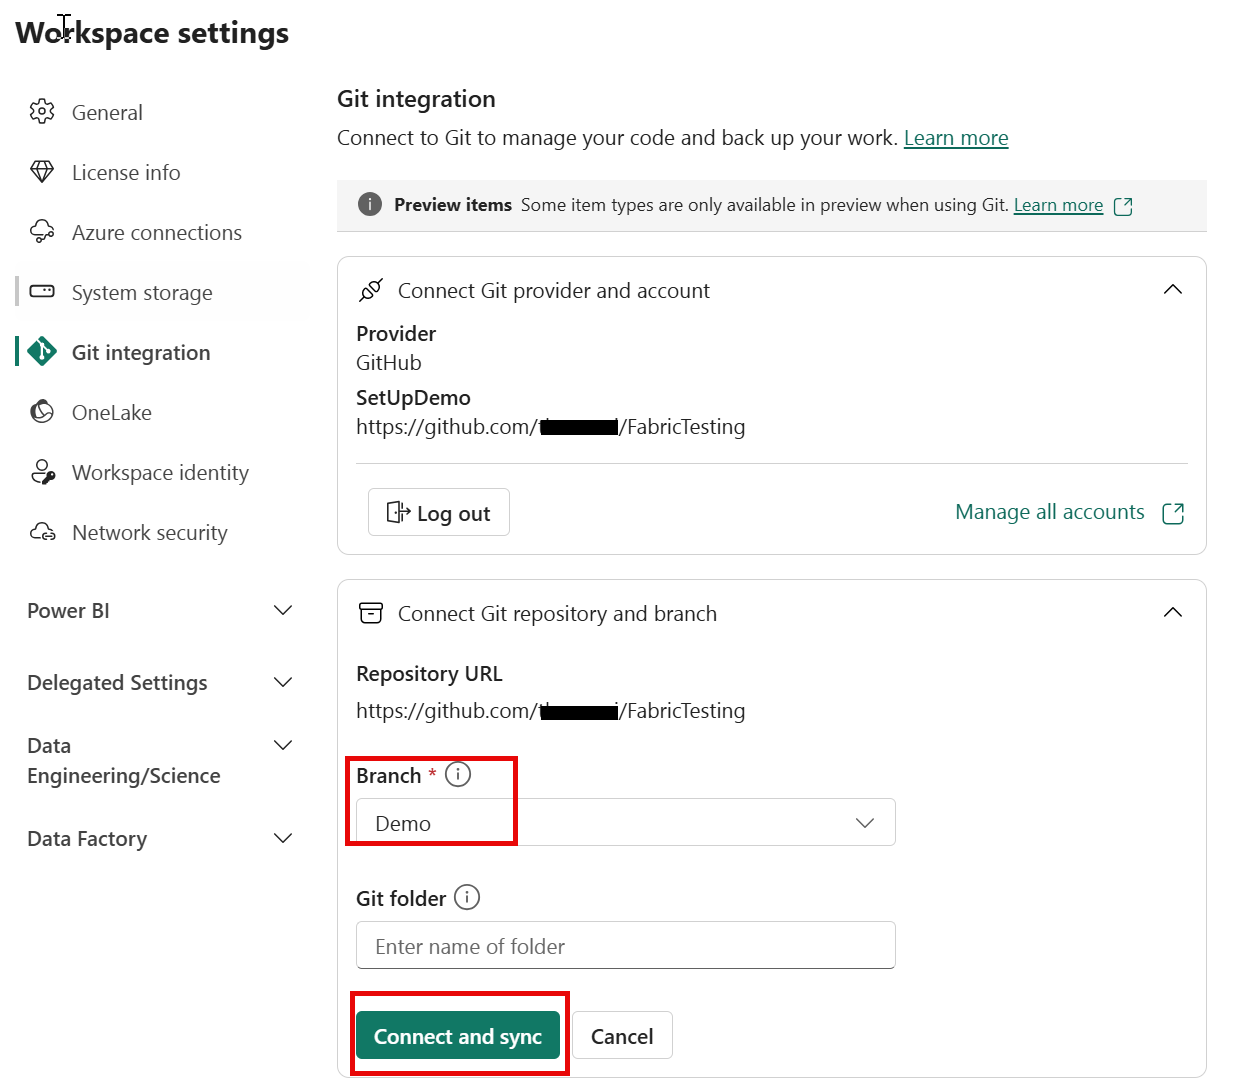 Workspace settings
General
License info
Azure connections
System storage
Git integration
OneLake
Workspace identity
Network security
Power BI
Delegated Settings
Data
Engineering/Science
Data Factory
Git integration
Connect to Git to manage your code and back up your work. Learn more
Preview items Some item types are only available in preview when using Git. Learn more
Connect Git provider and account
Provider
GitHub
SetUpDemo
https://github.com/ /FabricTesting
Log out
Manage all accounts
Connect Git repository and branch
Repository URL
https://github.com/ /FabricTesting
Branch *
Demo
Git folder
Enter name of folder
Connect and sync
Cancel